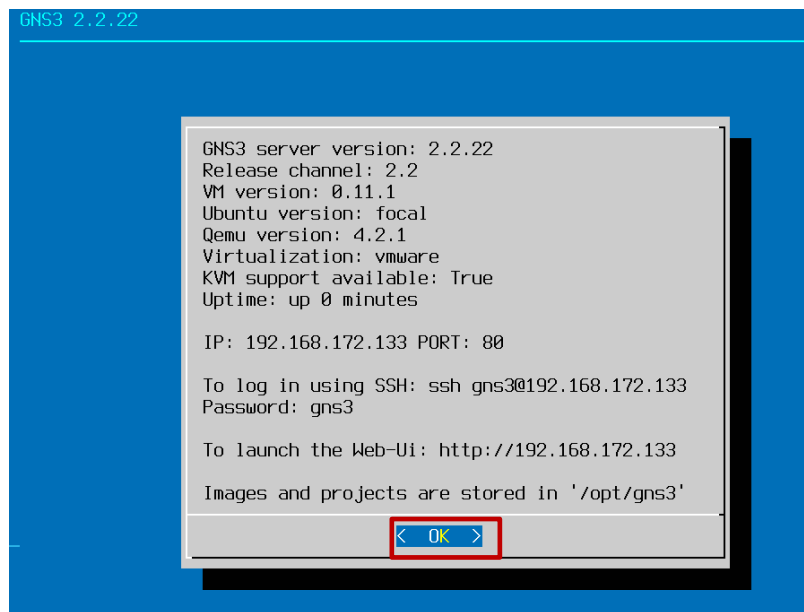 GNS3 2.2.22
GNS3 server version: 2.2.22
Release channel: 2.2
VM version: 0.11.1
Ubuntu version: focal
Qemu version: 4.2.1
Virtualization: vmware
KVM support available: True
Uptime: up 0 minutes
IP: 192.168.172.133 PORT: 80
To log in using SSH: ssh gns3@192.168.172.133
Password: gns3
To launch the Web-Ui: http://192.168.172.133
Images and projects are stored in '/opt/gns3'
< OK >